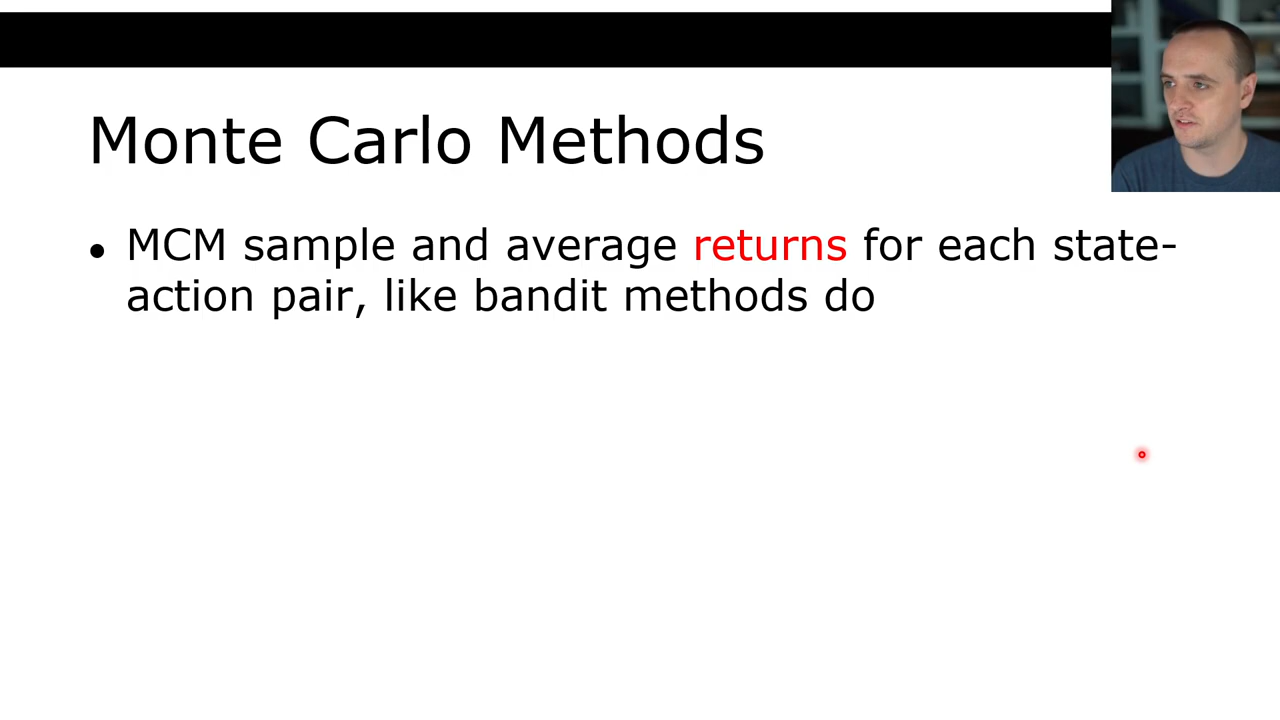 Monte Carlo Methods
• MCM sample and average returns for each state-
action pair, like bandit methods do